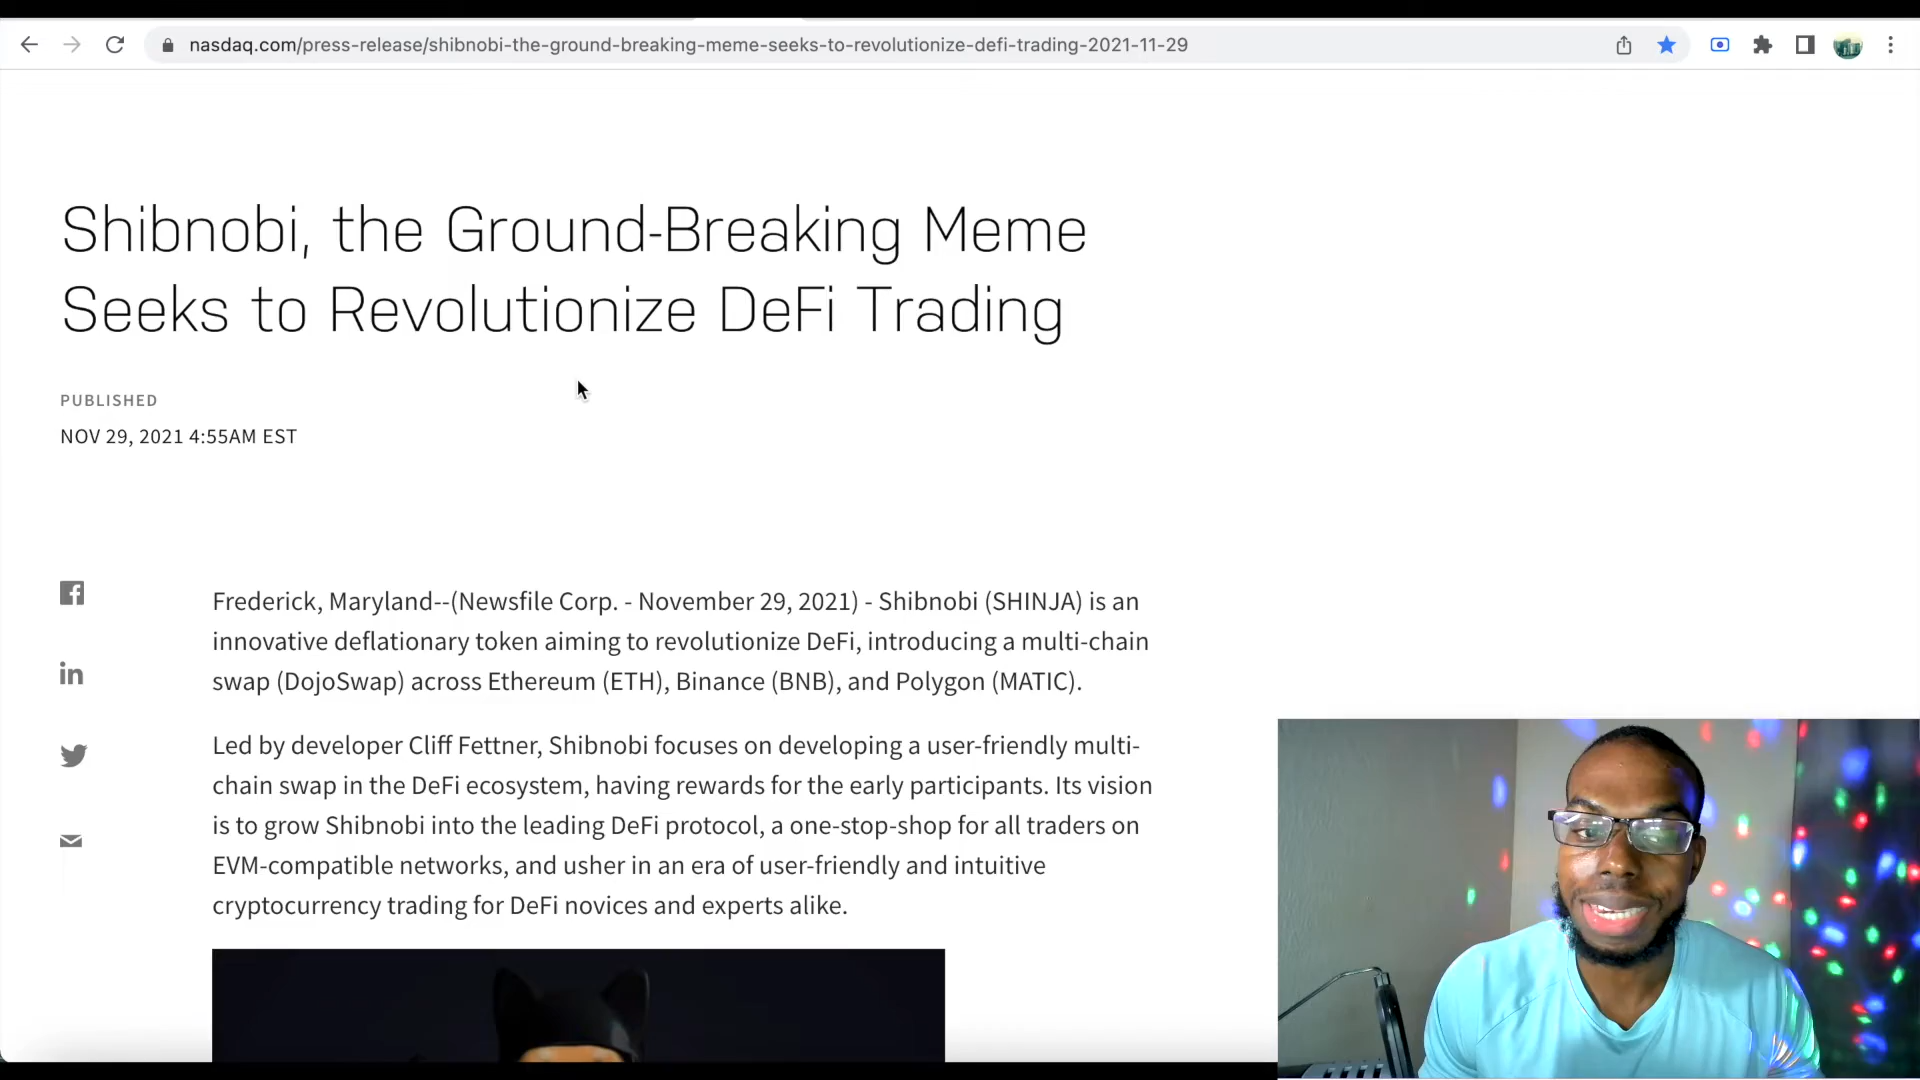 nasdaq.com/press-release/shibnobi-the-ground-breaking-meme-seeks-to-revolutionize-defi-trading-2021-11-29
Shibnobi, the Ground-Breaking Meme
Seeks to Revolutionize DeFi Trading
PUBLISHED
NOV 29, 2021 4:55AM EST
Frederick, Maryland--(Newsfile Corp. - November 29, 2021) - Shibnobi (SHINJA) is an
innovative deflationary token aiming to revolutionize DeFi, introducing a multi-chain
swap (DojoSwap) across Ethereum (ETH), Binance (BNB), and Polygon (MATIC).
Led by developer Cliff Fettner, Shibnobi focuses on developing a user-friendly multi-
chain swap in the DeFi ecosystem, having rewards for the early participants. Its vision
is to grow Shibnobi into the leading DeFi protocol, a one-stop-shop for all traders on
EVM-compatible networks, and usher in an era of user-friendly and intuitive
cryptocurrency trading for DeFi novices and experts alike.